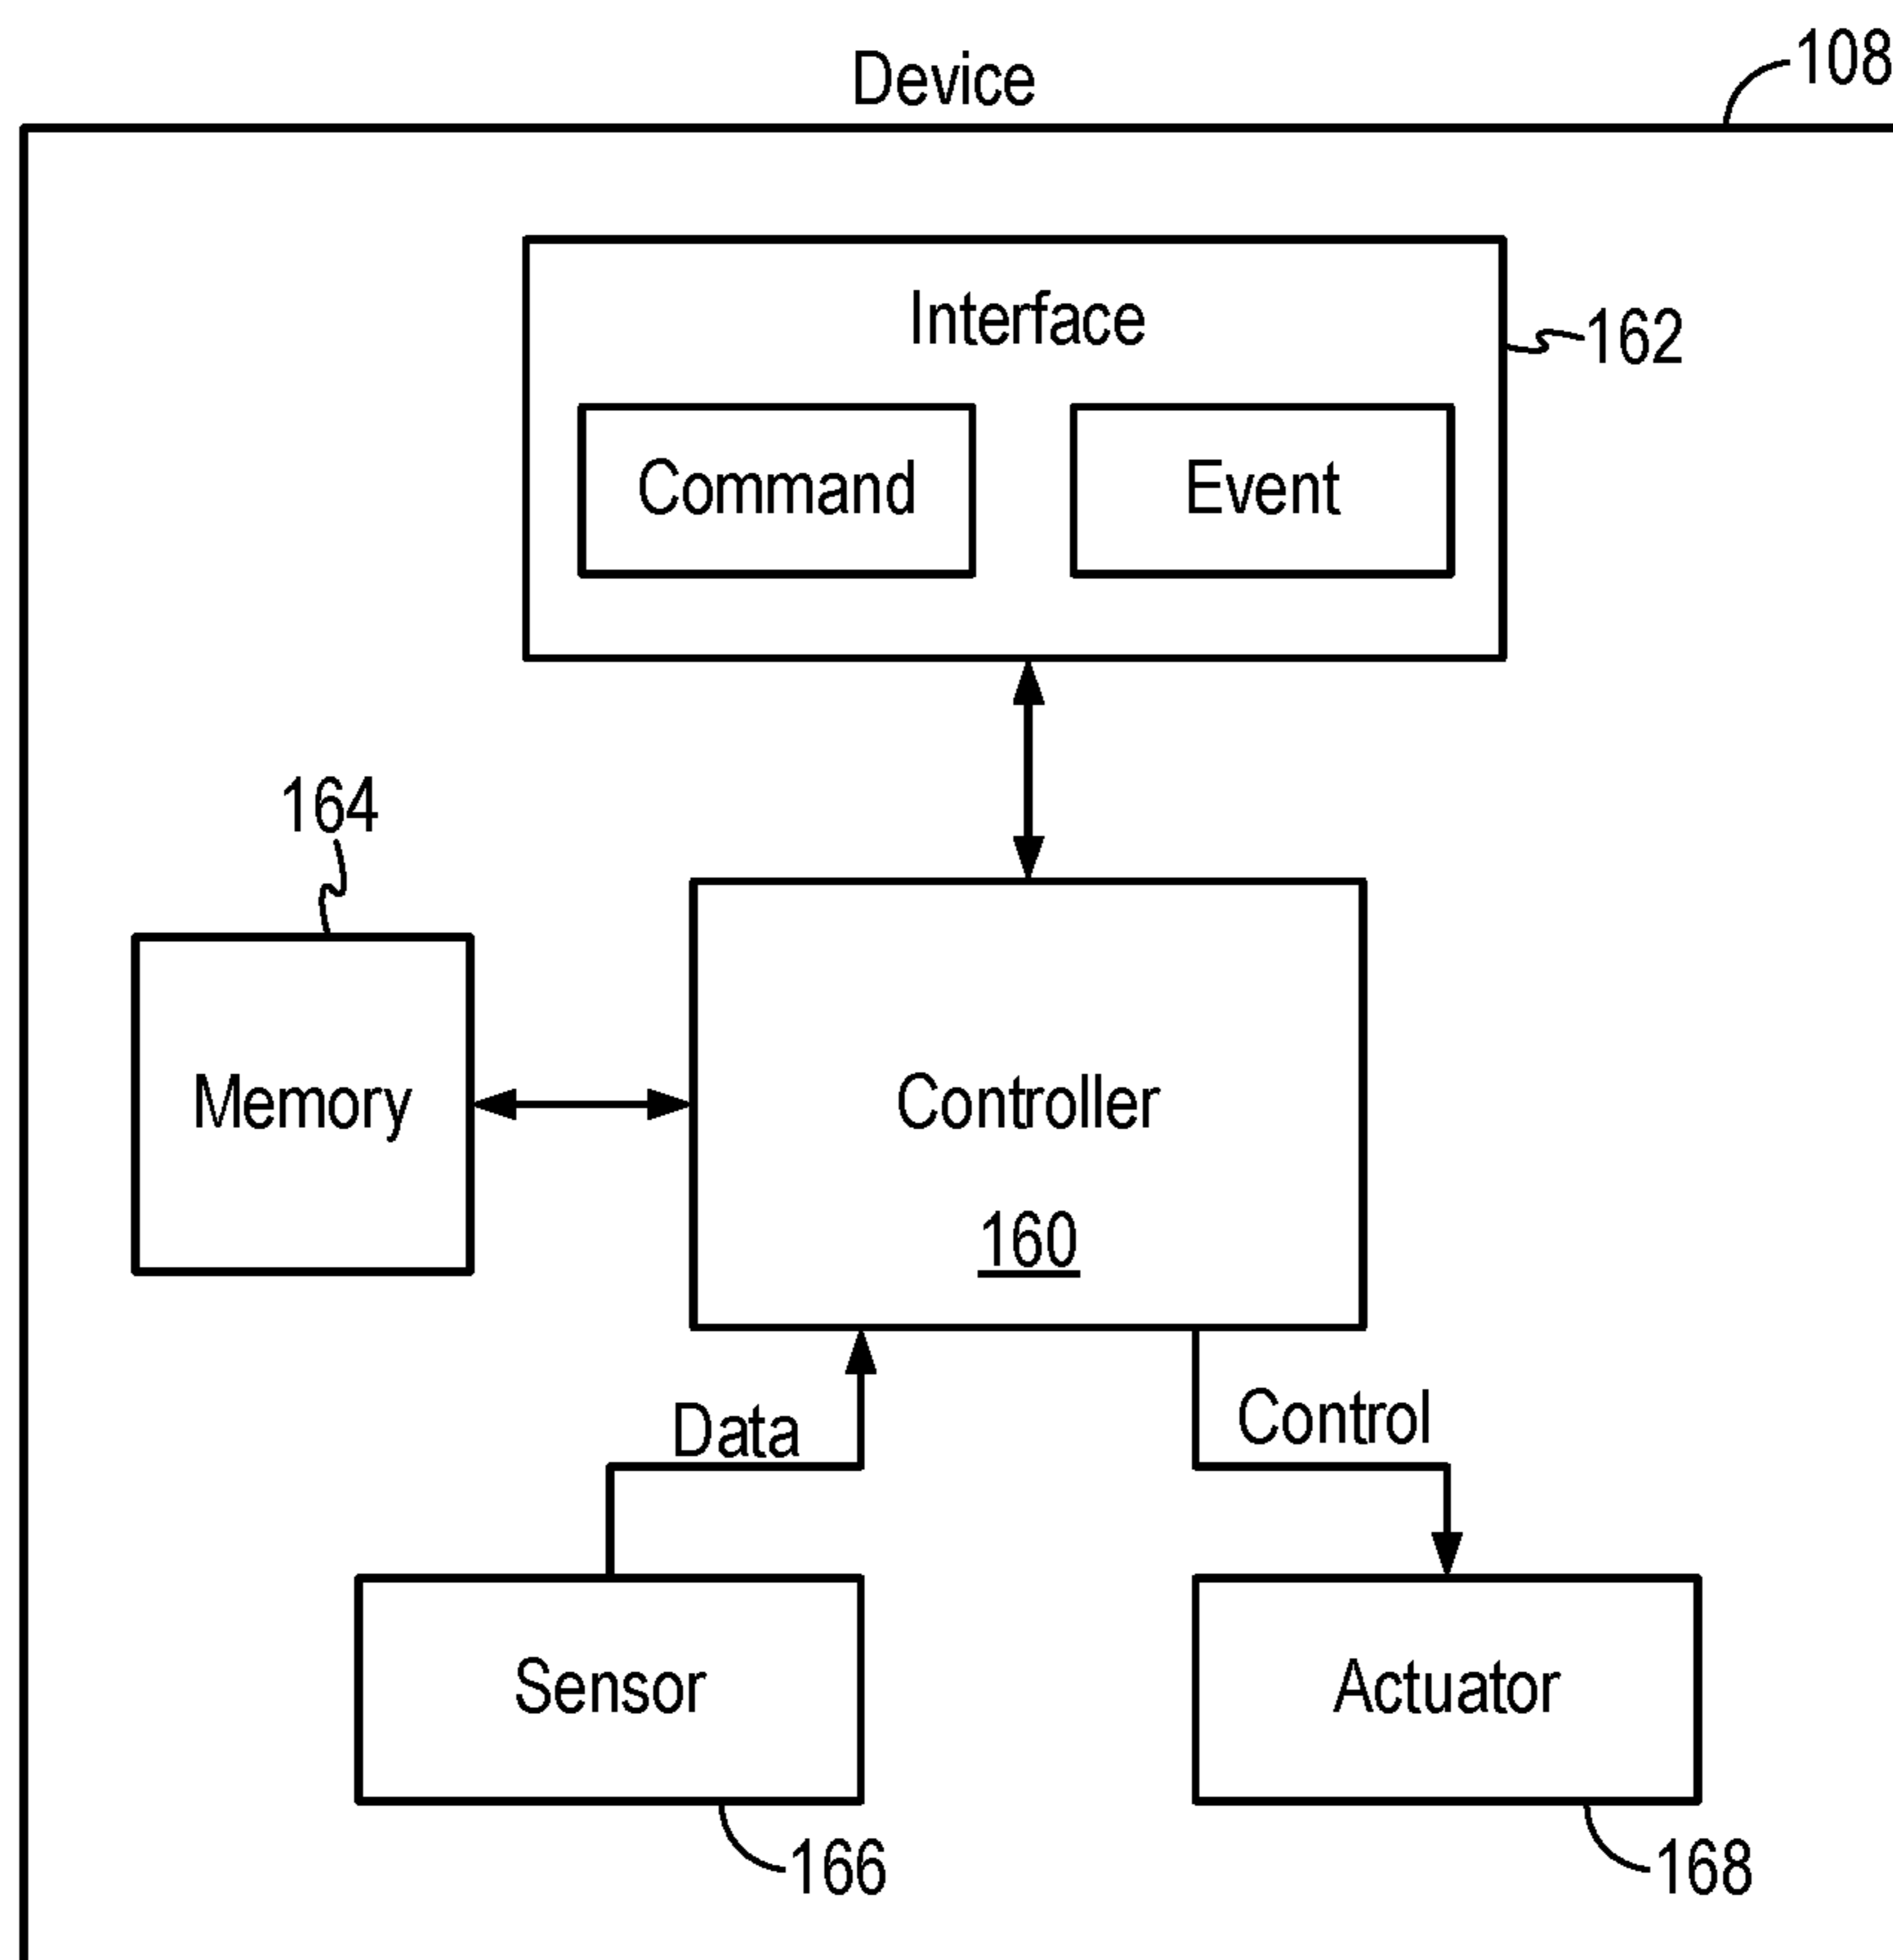 Device
108
Interface
162
Command
Event
164
Memory
Controller
160
Data
Control
Sensor
Actuator
166
168